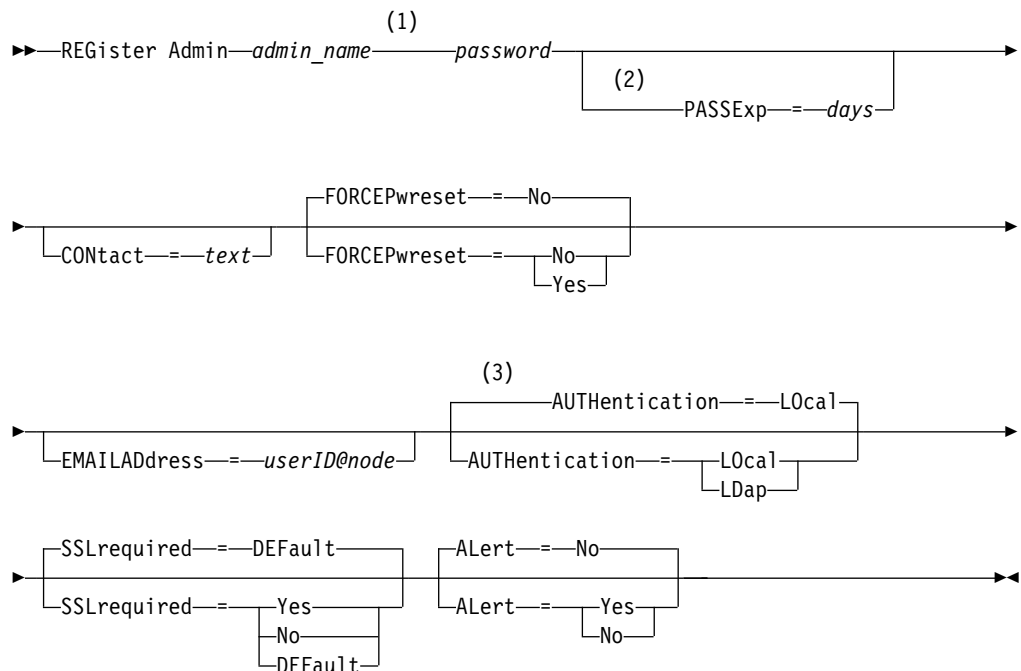 (1)
REGister Admin admin_name password
(2)
PASSExp = days
FORCEPwreset = No
CONtact = text FORCEPwreset = No
Yes
(3)
AUTHentication = LOcal
EMAILADdress = userID@node AUTHentication = LOcal
LDap
SSLrequired = DEFault ALert = No
SSLrequired = Yes ALert = Yes
No No
DEFault